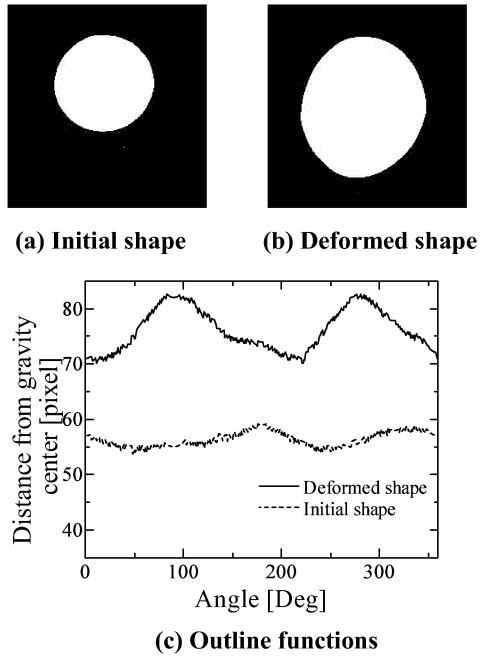 (a) Initial shape
(b) Deformed shape
Distance from gravity
center [pixel]
80
70
60
50
40
Deformed shape
Initial shape
0
100
200
300
Angle [Deg]
(c) Outline functions